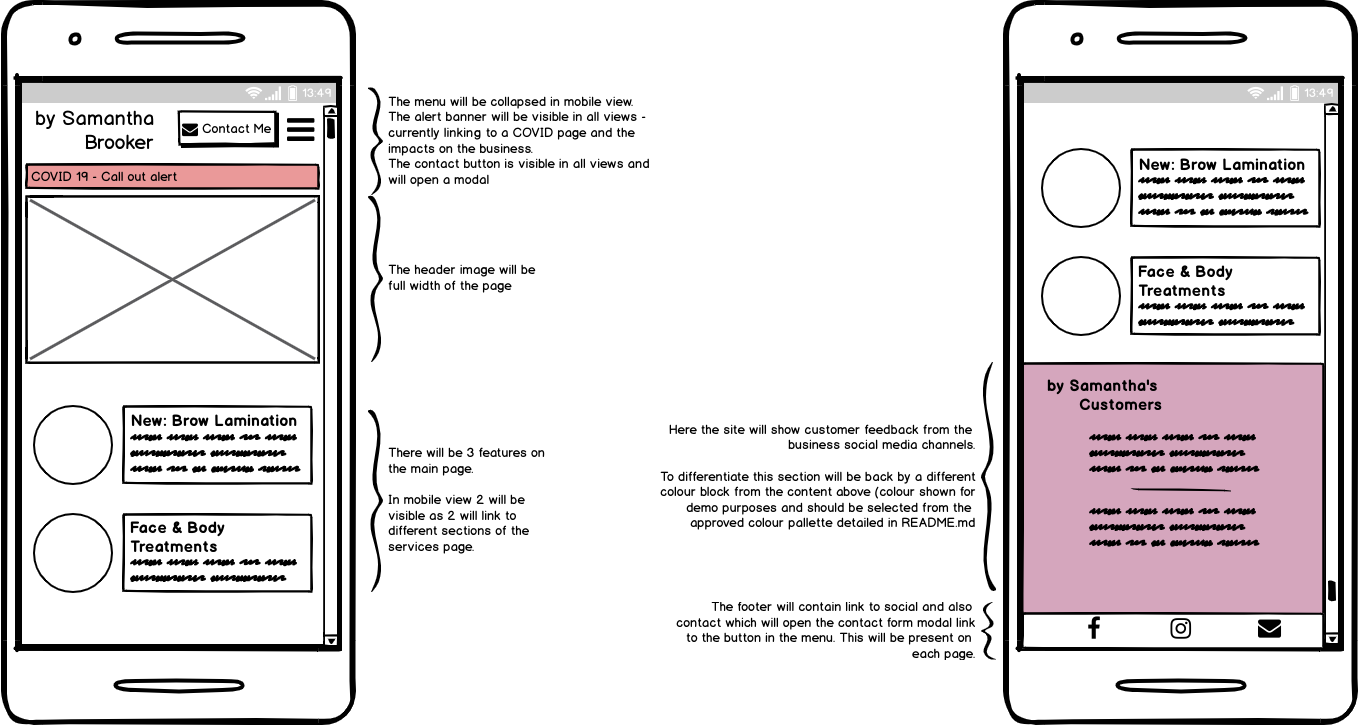 13:49
by Samantha
Brooker
Contact Me
COVID 19 - Call out alert
New: Brow Lamination
Face & Body
Treatments
The menu will be collapsed in mobile view.
The alert banner will be visible in all views -
currently linking to a COVID page and the
impacts on the business.
The contact button is visible in all views and
will open a modal
The header image will be
full width of the page
There will be 3 features on
the main page.
In mobile view 2 will be
visible as 2 will link to
different sections of the
services page.
Here the site will show customer feedback from the
business social media channels.
To differentiate this section will be back by a different
colour block from the content above (colour shown for
demo purposes and should be selected from the
approved colour pallette detailed in README.md
The footer will contain link to social and also
contact which will open the contact form modal link
to the button in the menu. This will be present on
each page.
13:49
New: Brow Lamination
Face & Body
Treatments
by Samantha's
Customers